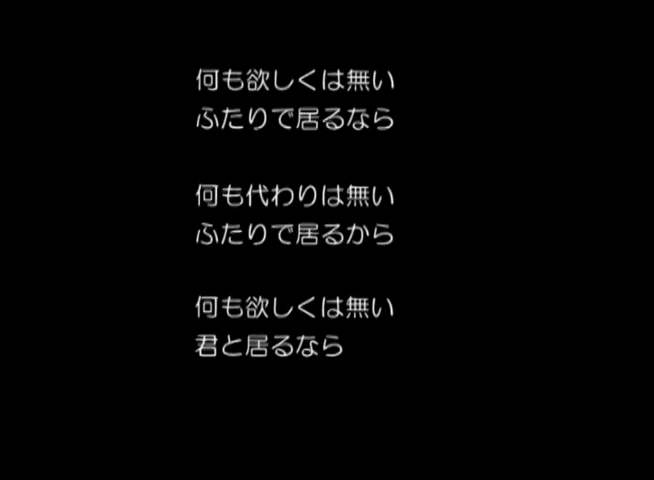 何も欲しくは無い
ふたりで居るなら
何も代わりは無い
ふたりで居るから
何も欲しくは無い
君と居るなら